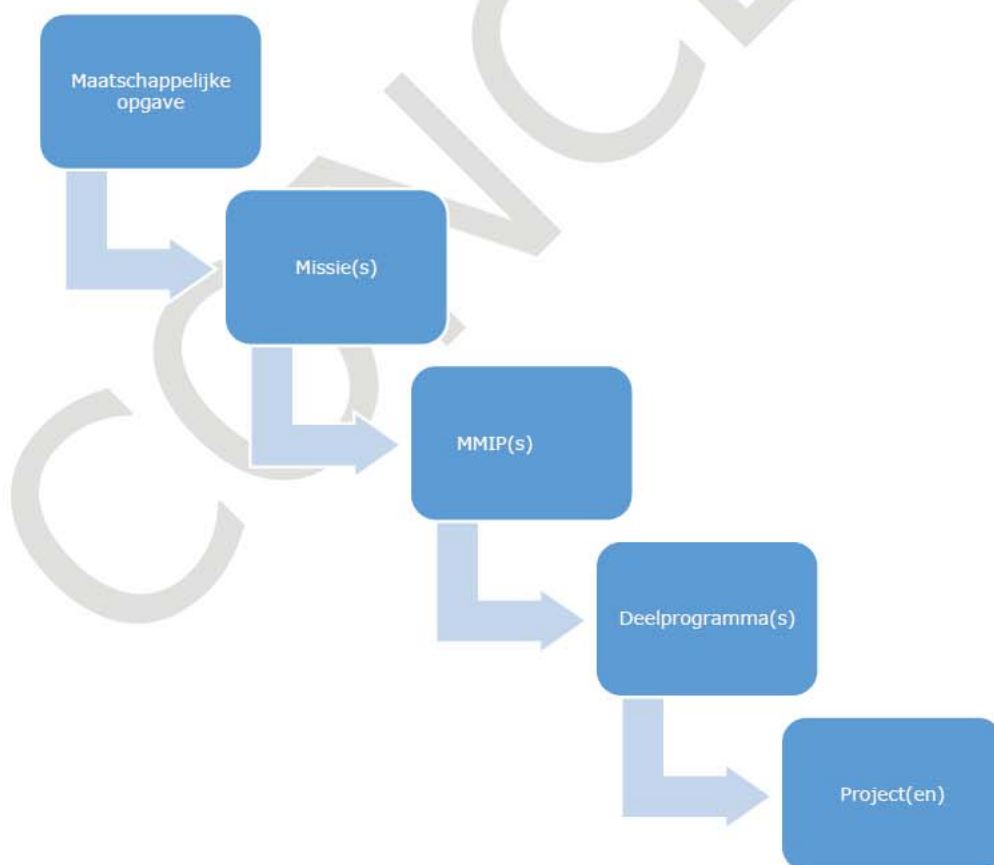 Maatschappelijke
opgave
Missie(s)
MMIP(s)
Deelprogramma(s)
Project(en)